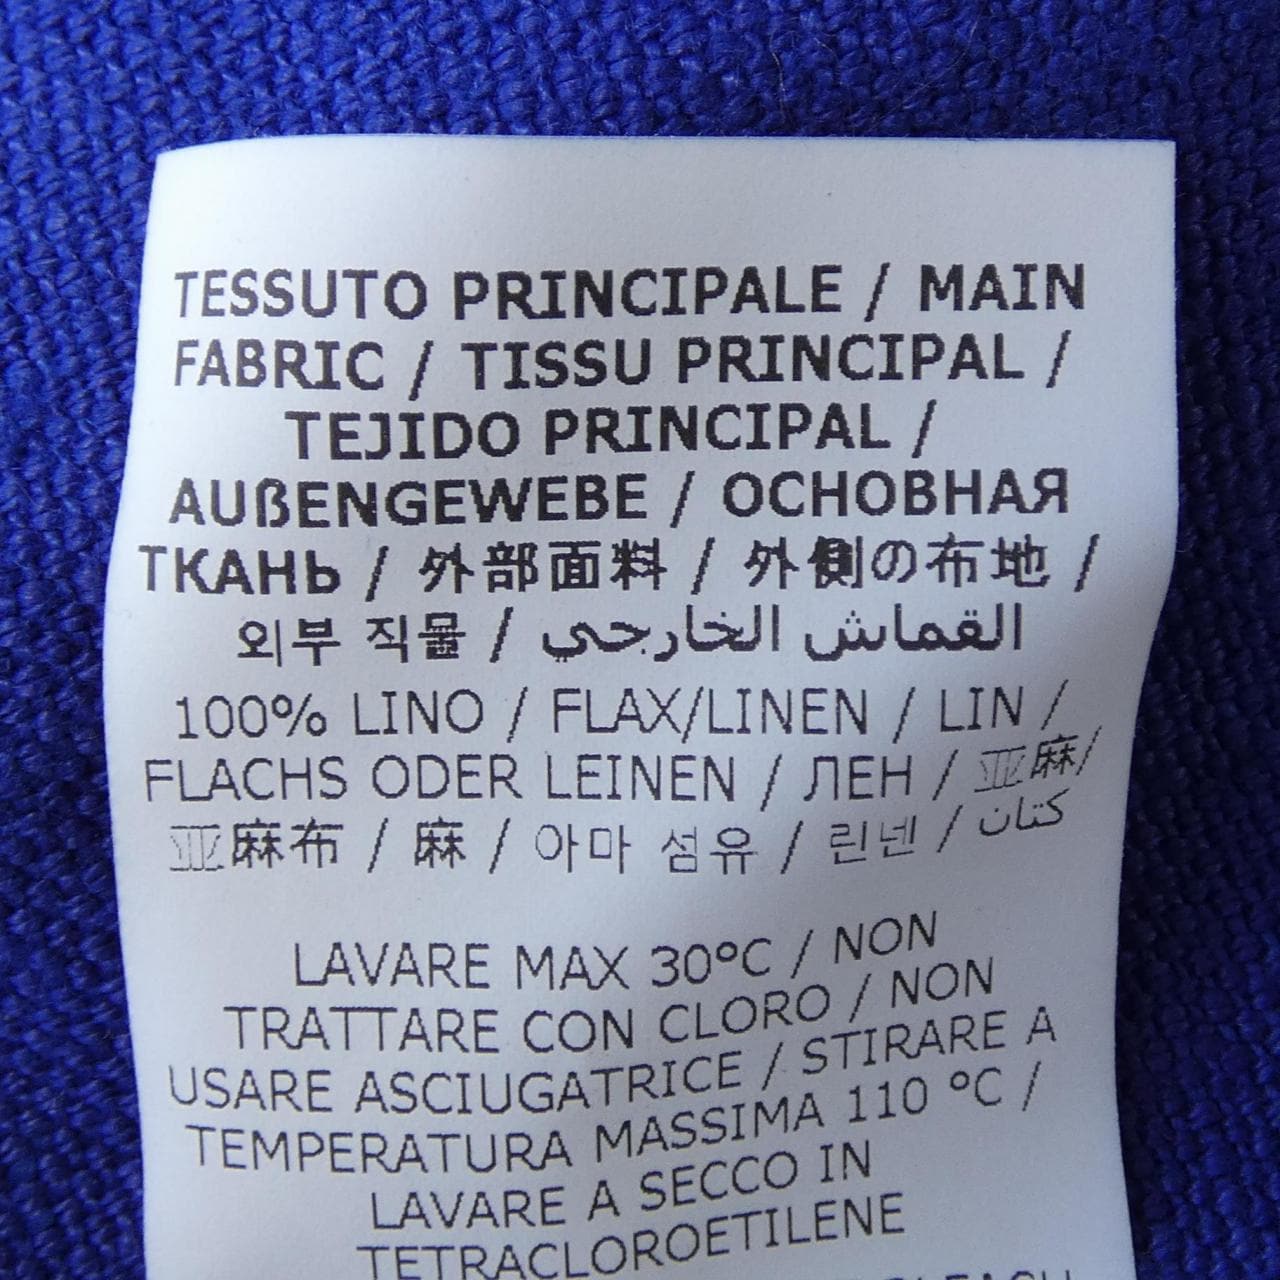 TESSUTO PRINCIPALE / MAIN
FABRIC / TISSU PRINCIPAL /
TEJIDO PRINCIPAL /
AUßENGEWEBE / ОСНОВНАЯ
ТКАНЬ / 外部面料 / 外側の布地 /
외부 직물 / القماش الخارجي
100% LINO / FLAX/LINEN / LIN /
FLACHS ODER LEINEN / ЛЕН / 亚麻/
亚麻布 / 麻 / 아마 섬유 / 린넨 / كتان
LAVARE MAX 30°C / NON
TRATTARE CON CLORO / NON
USARE ASCIUGATRICE / STIRARE A
TEMPERATURA MASSIMA 110 °C /
LAVARE A SECCO IN
TETRACLOROETILENE